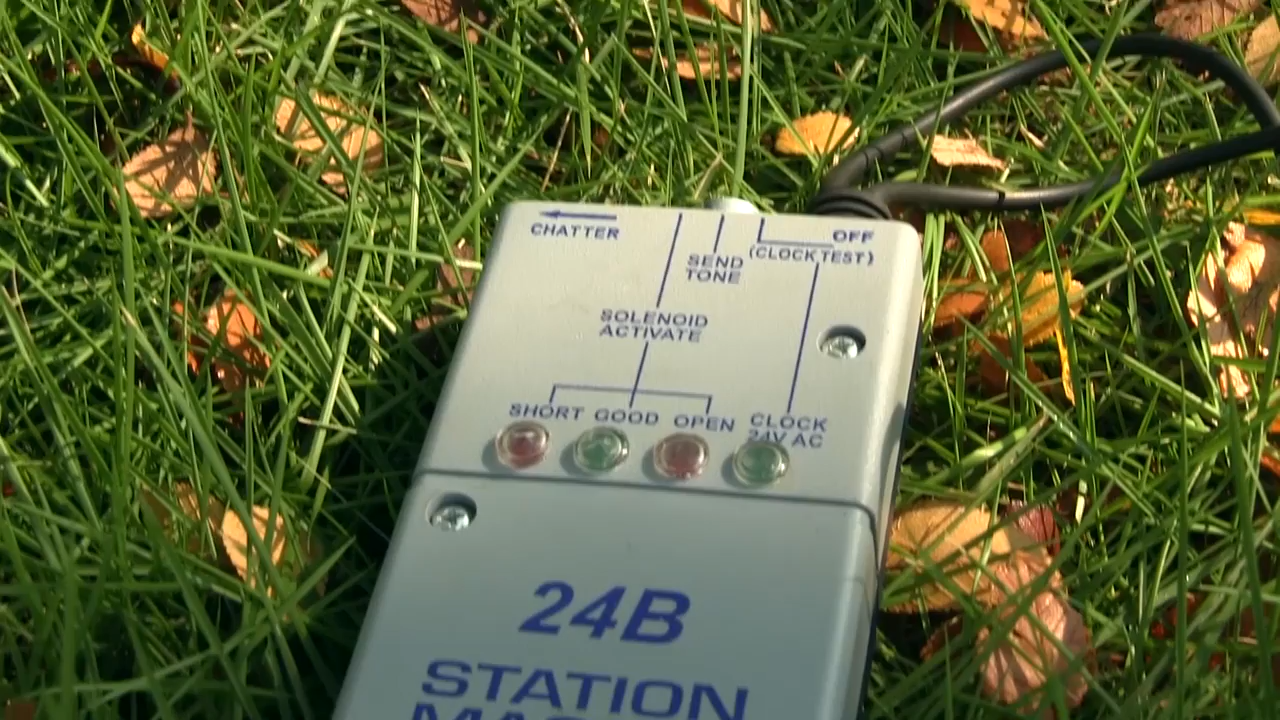 CHATTER
OFF
(CLOCK TEST)
SEND
TONE
SOLENOID
ACTIVATE
SHORT GOOD OPEN
CLOCK
24V AC
24B
STATION